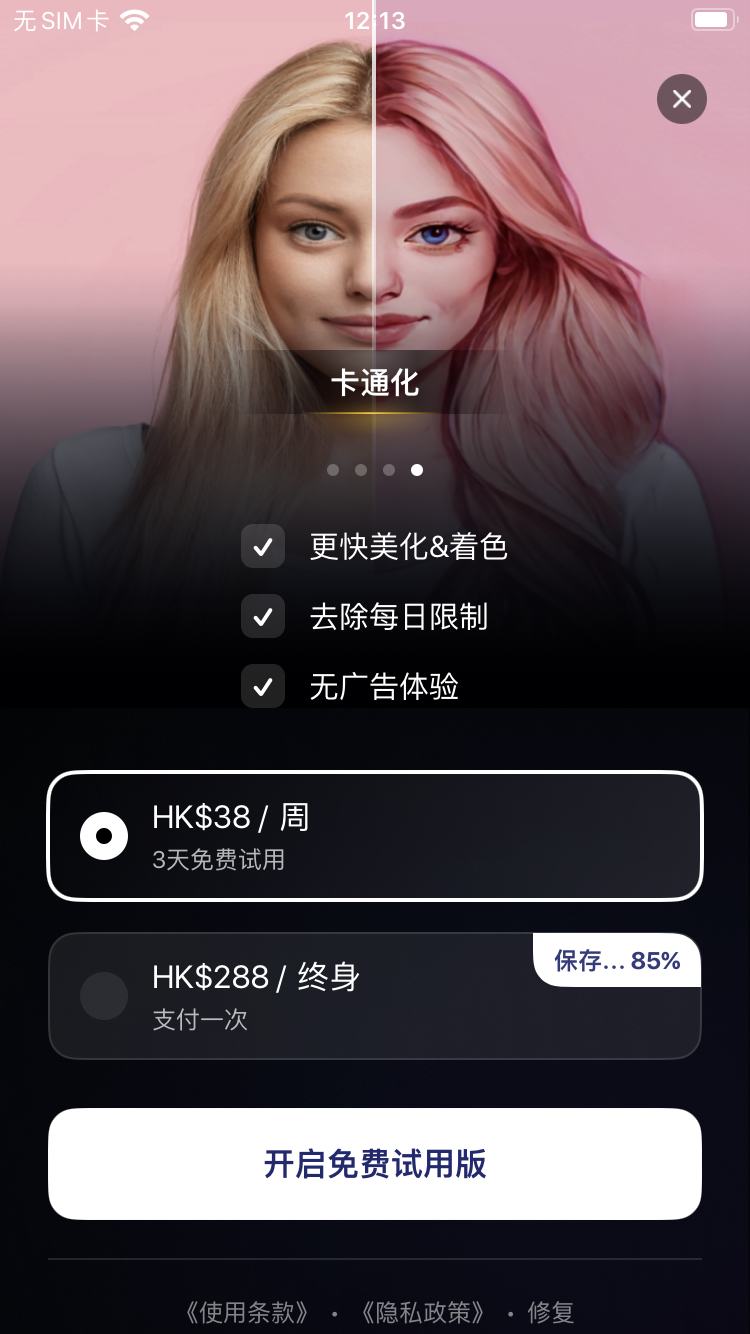 无SIM卡
12:13
卡通化
更快美化&着色
去除每日限制
无广告体验
HK$38 / 周
3天免费试用
保存... 85%
HK$288 / 终身
支付一次
开启免费试用版
《使用条款》 · 《隐私政策》 · 修复